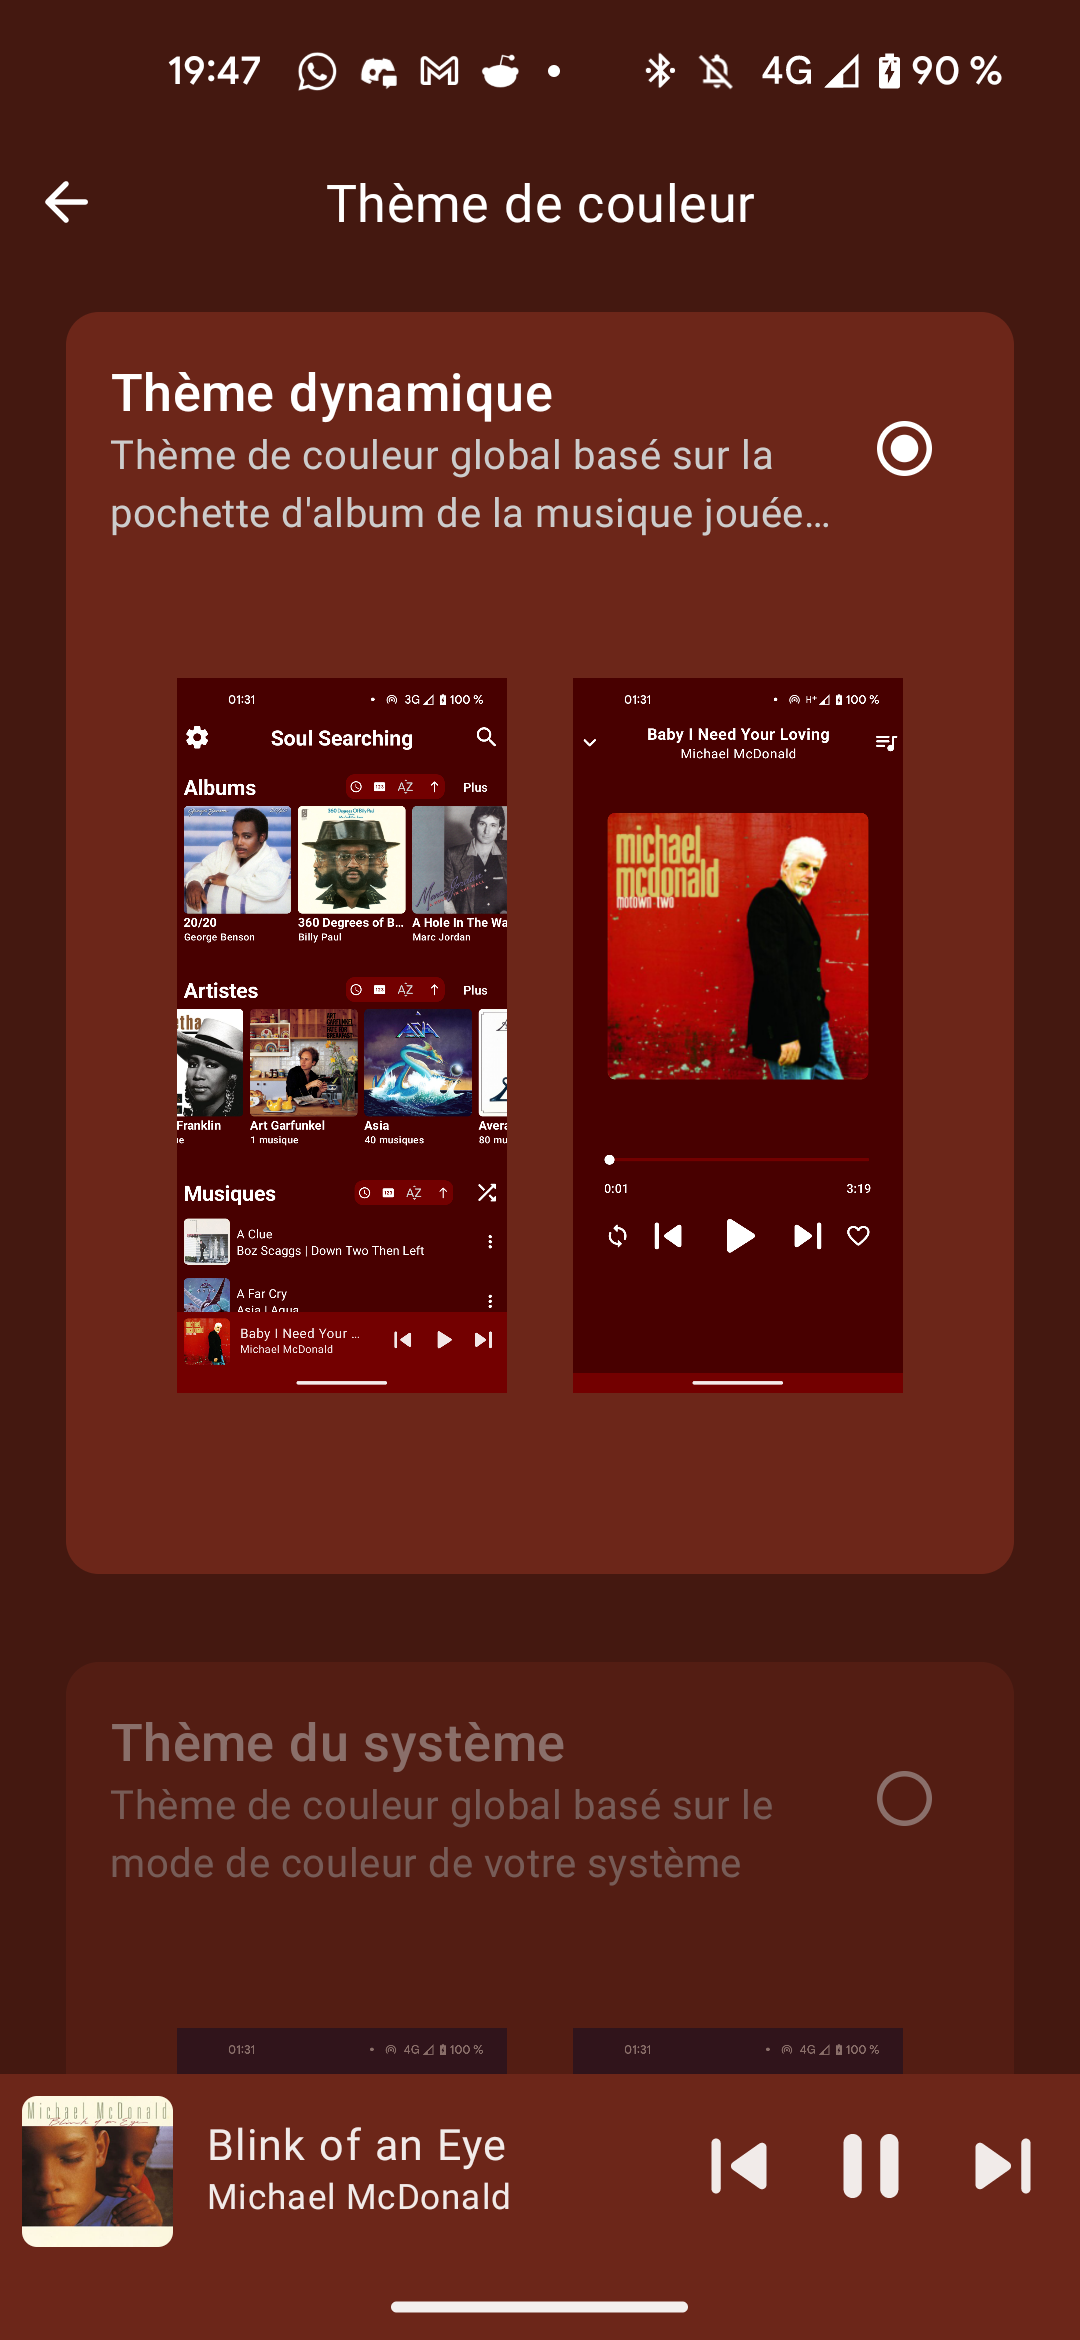 19:47 4G 90 %
Thème de couleur
Thème dynamique
Thème de couleur global basé sur la
pochette d'album de la musique jouée…
01:31 3G 100 %
Soul Searching
Albums Plus
20/20 360 Degrees of B... A Hole In The Wa
George Benson Billy Paul Marc Jordan
Artistes Plus
Franklin Art Garfunkel Asia Avera
ue 1 musique 40 musiques 80 mu
Musiques
A Clue
Boz Scaggs | Down Two Then Left
A Far Cry
Asia | Aqua
Baby I Need Your ...
Michael McDonald
01:31 H+ 100 %
Baby I Need Your Loving
Michael McDonald
michael
mcdonald
motown two
0:01 3:19
Thème du système
Thème de couleur global basé sur le
mode de couleur de votre système
01:31 4G 100 %
01:31 4G 100 %
Michael McDonald
Blink of an Eye
Blink of an Eye
Michael McDonald